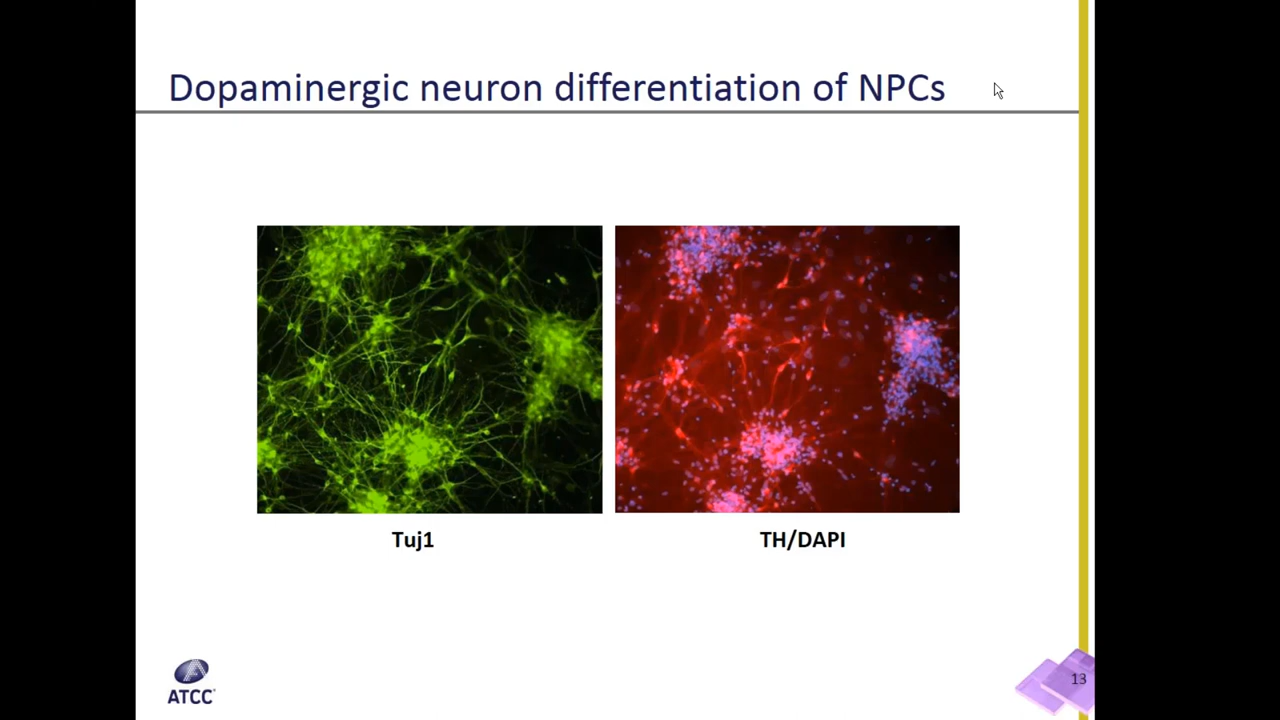 Dopaminergic neuron differentiation of NPCs
Tuj1
TH/DAPI
ATCC
13